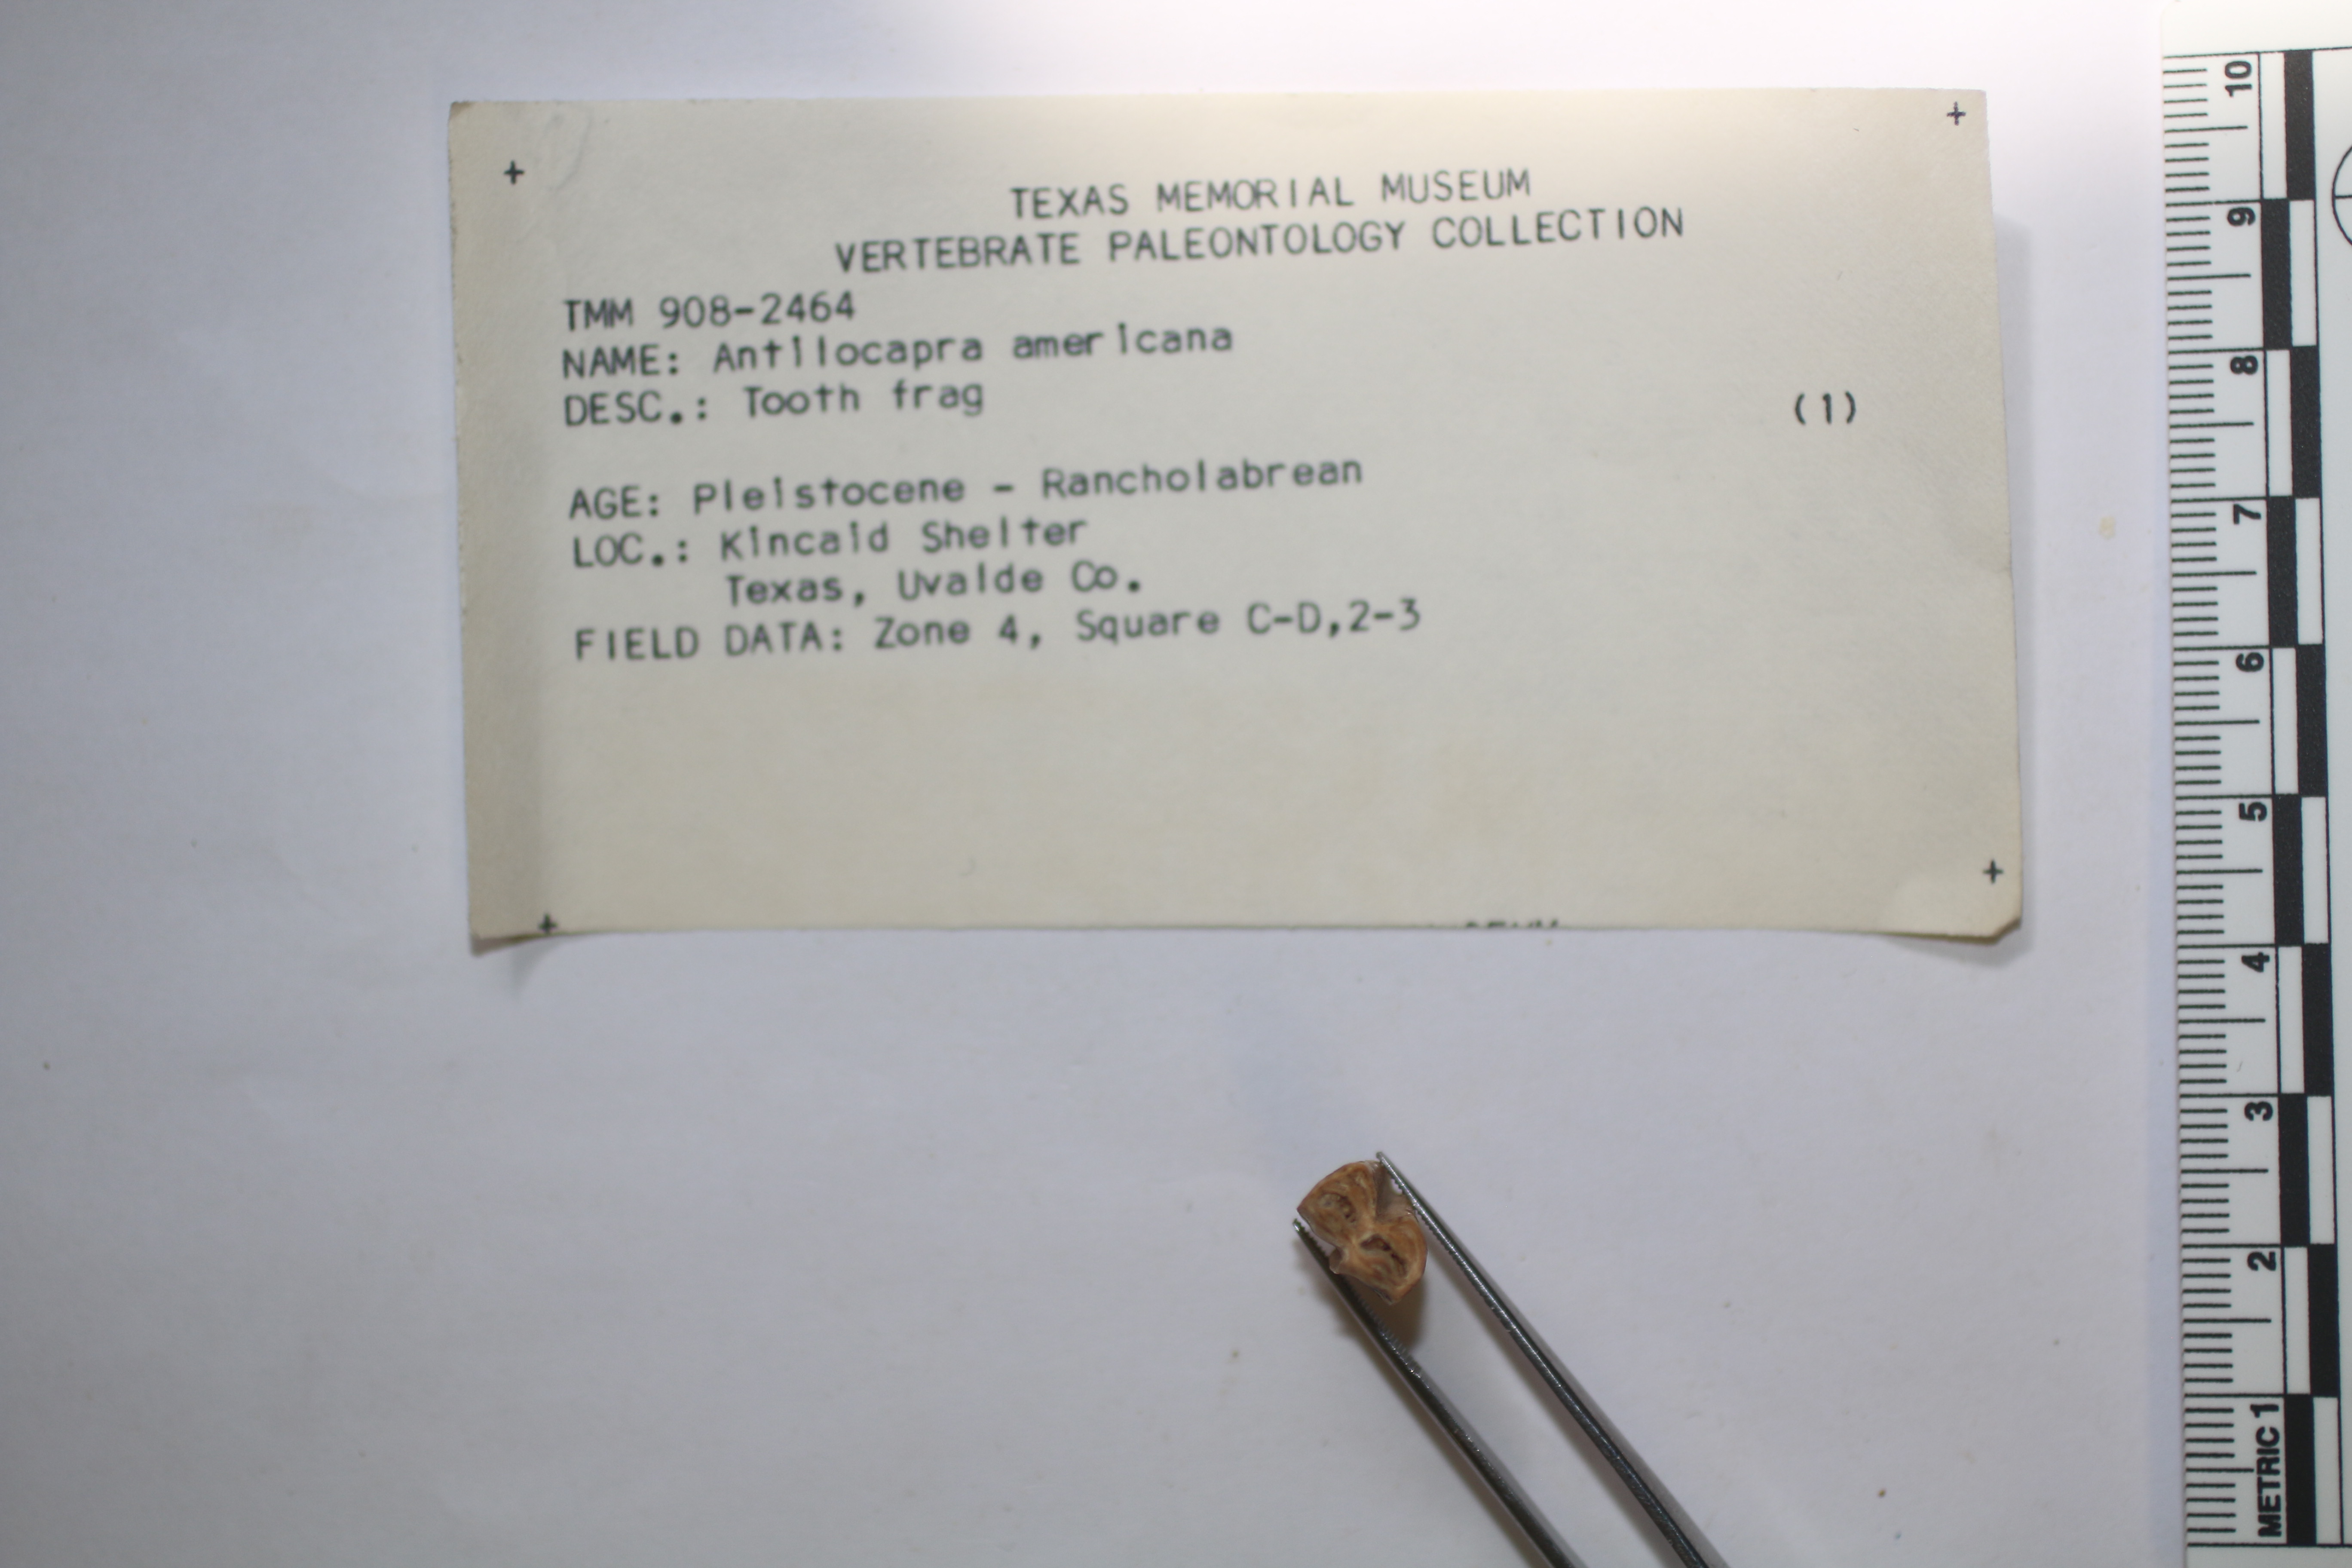 TEXAS MEMORIAL MUSEUM
VERTEBRATE PALEONTOLOGY COLLECTION
TMM 908-2464
NAME: Antilocapra americana
DESC.: Tooth frag (1)
AGE: Pleistocene - Rancholabrean
LOC.: Kincaid Shelter
Texas, Uvalde Co.
FIELD DATA: Zone 4, Square C-D,2-3
METRIC 1 2 3 4 5 6 7 8 9 10